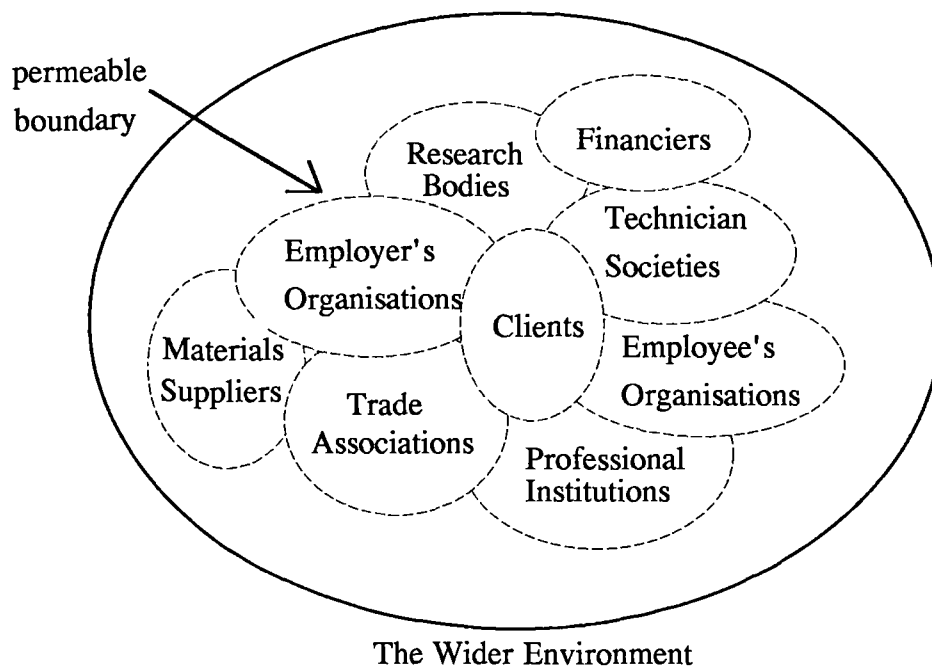 permeable
boundary
Research
Bodies
Financiers
Employer's
Organisations
Technician
Societies
Clients
Materials
Suppliers
Employee's
Organisations
Trade
Associations
Professional
Institutions
The Wider Environment